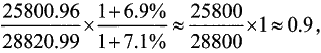 25800.96/28820.99 × (1+6.9%)/(1+7.1%) ≈ 25800/28800 × 1 ≈ 0.9,